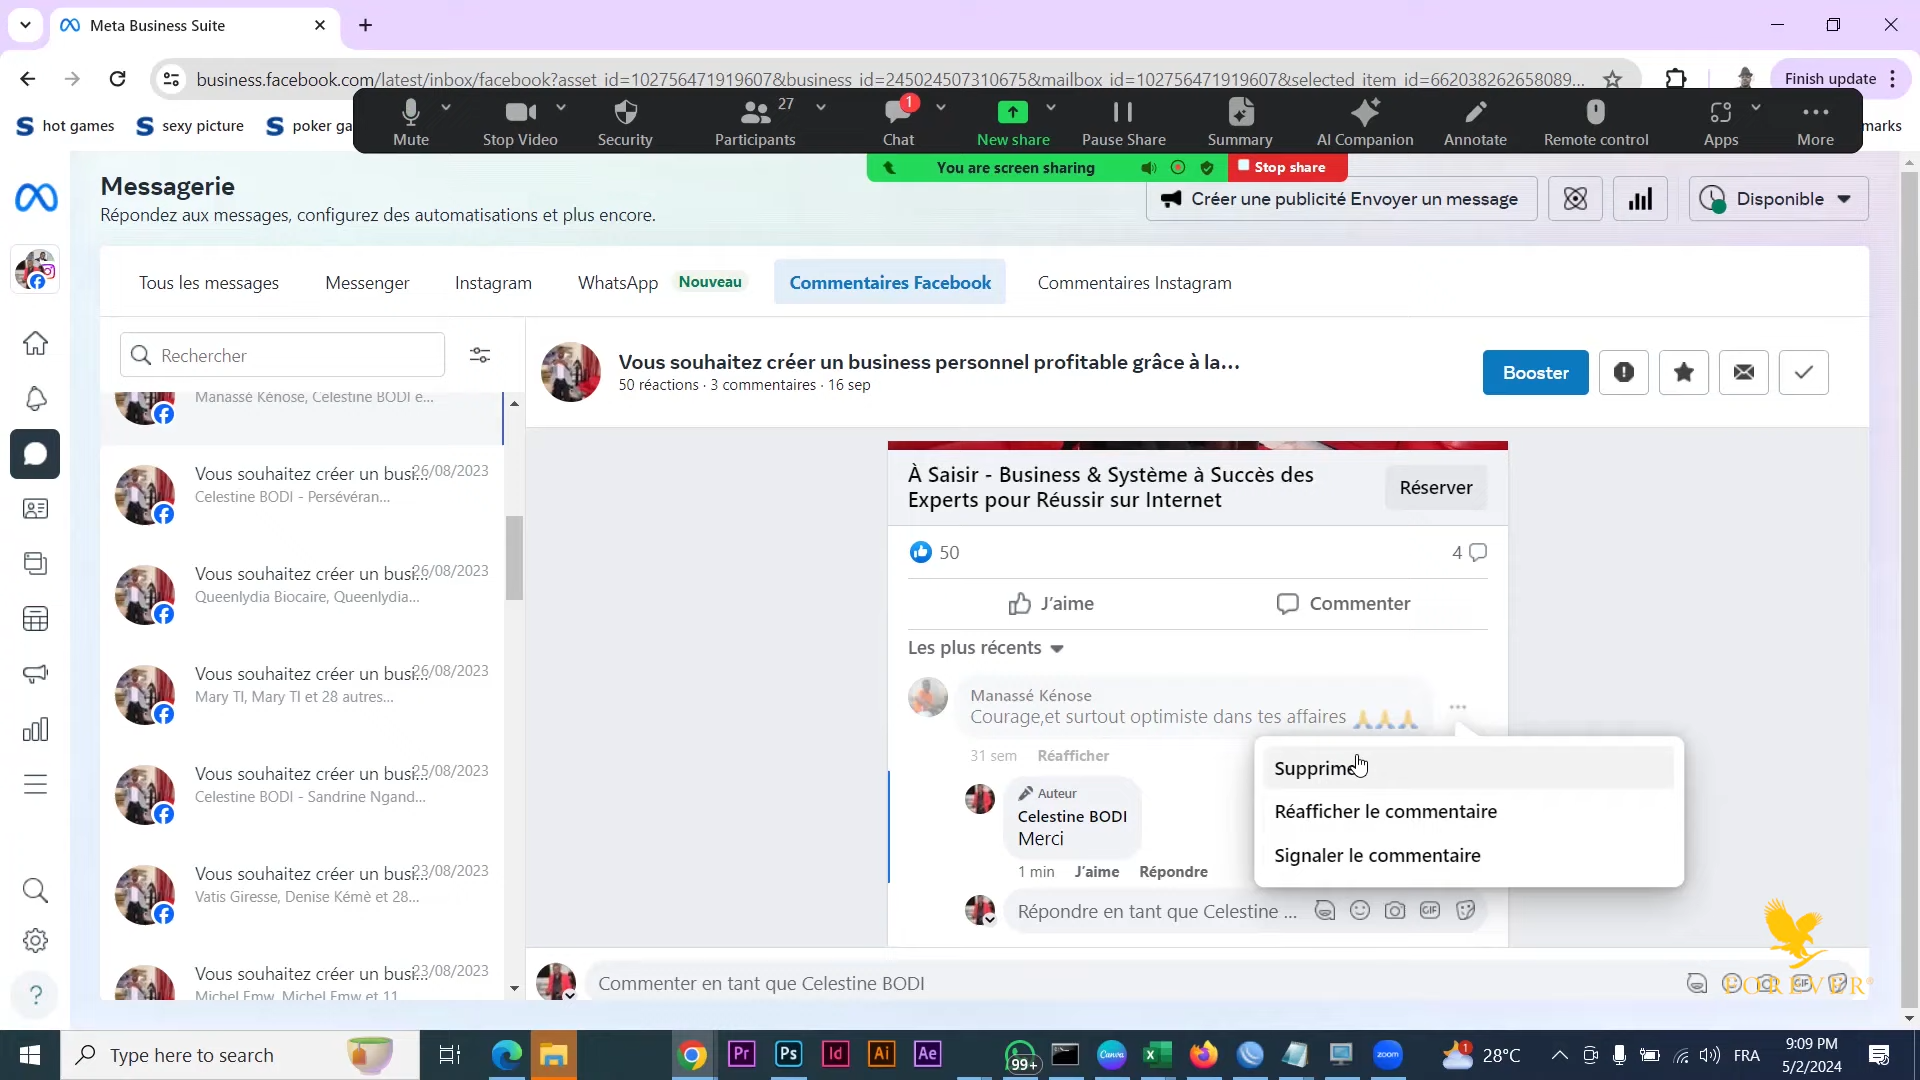 Meta Business Suite
business.facebook.com/latest/inbox/facebook?asset_id=102756471919607&business_id=245024507310675&mailbox_id=102756471919607&selected_item_id=662038262658089...
Finish update
hot games
sexy picture
poker ga
marks
Mute
Stop Video
Security
Participants
27
Chat
1
New share
Pause Share
Summary
AI Companion
Annotate
Remote control
Apps
More
You are screen sharing
Stop share
Messagerie
Répondez aux messages, configurez des automatisations et plus encore.
Créer une publicité Envoyer un message
Disponible
Tous les messages
Messenger
Instagram
WhatsApp
Nouveau
Commentaires Facebook
Commentaires Instagram
Rechercher
Manassé Kénose, Celestine BODI e...
Vous souhaitez créer un busi...
26/08/2023
Celestine BODI - Persévéran...
Vous souhaitez créer un busi...
26/08/2023
Queenlydia Biocaire, Queenlydia...
Vous souhaitez créer un busi...
26/08/2023
Mary TI, Mary TI et 28 autres...
Vous souhaitez créer un busi...
25/08/2023
Celestine BODI - Sandrine Ngand...
Vous souhaitez créer un busi...
23/08/2023
Vatis Giresse, Denise Kémè et 28...
Vous souhaitez créer un busi...
23/08/2023
Michel Emw, Michel Emw et 11
Vous souhaitez créer un business personnel profitable grâce à la...
50 réactions · 3 commentaires · 16 sep
Booster
À Saisir - Business & Système à Succès des
Experts pour Réussir sur Internet
Réserver
50
4
J'aime
Commenter
Les plus récents
Manassé Kénose
Courage,et surtout optimiste dans tes affaires 🙏🙏🙏
31 sem
Réafficher
Supprimer
Réafficher le commentaire
Signaler le commentaire
Auteur
Celestine BODI
Merci
1 min
J'aime
Répondre
Répondre en tant que Celestine ...
GIF
Commenter en tant que Celestine BODI
GIF
FOREVER
Type here to search
Pr
Ps
Id
Ai
Ae
99+
Canva
zoom
1
28°C
FRA
9:09 PM
5/2/2024